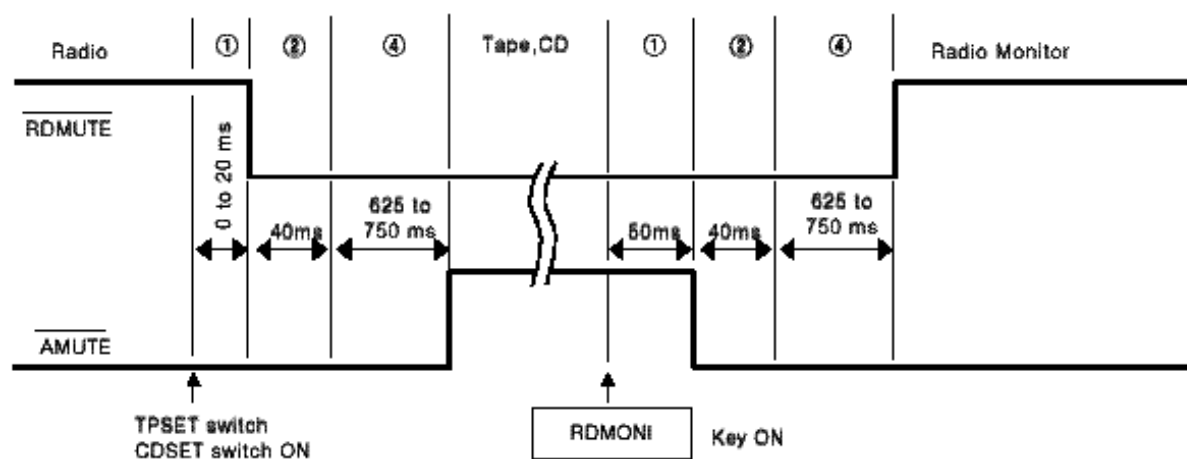 Radio ① ② ④ Tape,CD ① ② ④ Radio Monitor
RDMUTE
0 to 20 ms
40ms
625 to
750 ms
50ms
40ms
625 to
750 ms
AMUTE
TPSET switch
CDSET switch ON
RDMONI
Key ON